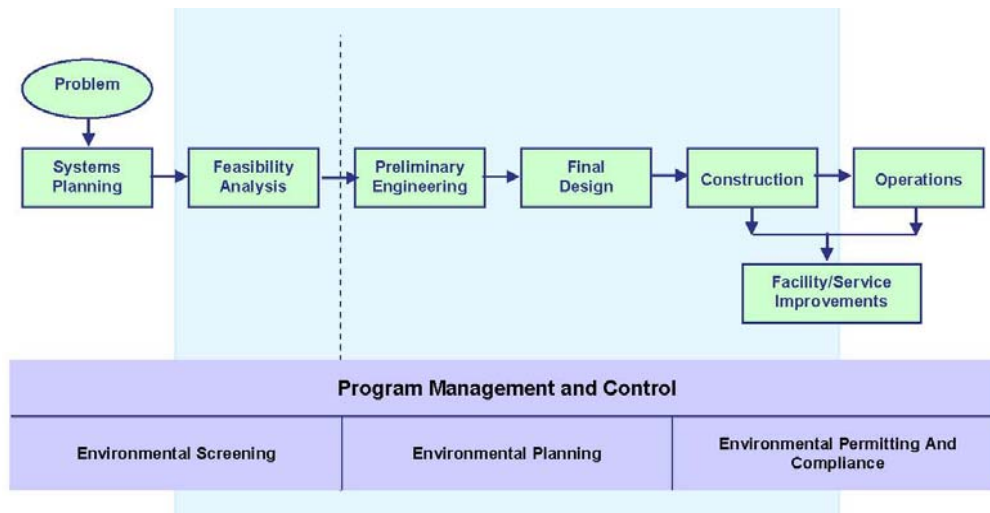 Problem
Systems
Planning
Feasibility
Analysis
Preliminary
Engineering
Final
Design
Construction
Operations
Facility/Service
Improvements
Program Management and Control
Environmental Screening
Environmental Planning
Environmental Permitting And
Compliance